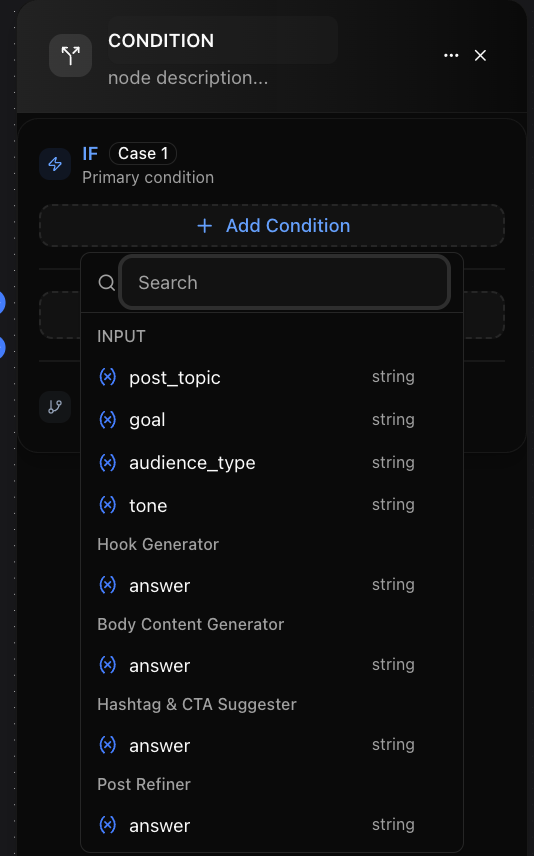 CONDITION
node description...
IF Case 1
Primary condition
Add Condition
Search
INPUT
post_topic string
goal string
audience_type string
tone string
Hook Generator
answer string
Body Content Generator
answer string
Hashtag & CTA Suggester
answer string
Post Refiner
answer string